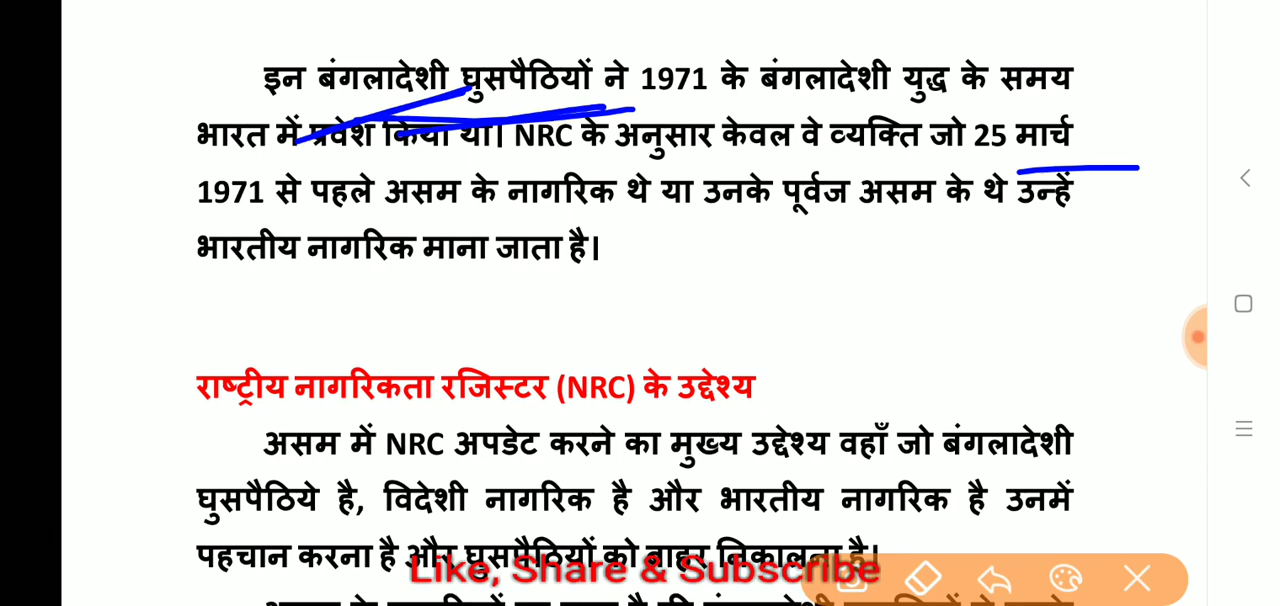 इन बंगलादेशी घुसपैठियों ने 1971 के बंगलादेशी युद्ध के समय
भारत में प्रवेश किया था। NRC के अनुसार केवल वे व्यक्ति जो 25 मार्च
1971 से पहले असम के नागरिक थे या उनके पूर्वज असम के थे उन्हें
भारतीय नागरिक माना जाता है।
राष्ट्रीय नागरिकता रजिस्टर (NRC) के उद्देश्य
असम में NRC अपडेट करने का मुख्य उद्देश्य वहाँ जो बंगलादेशी
घुसपैठिये है, विदेशी नागरिक है और भारतीय नागरिक है उनमें
पहचान करना है और घुसपैठियों को बाहर निकालना है।
Like, Share & Subscribe